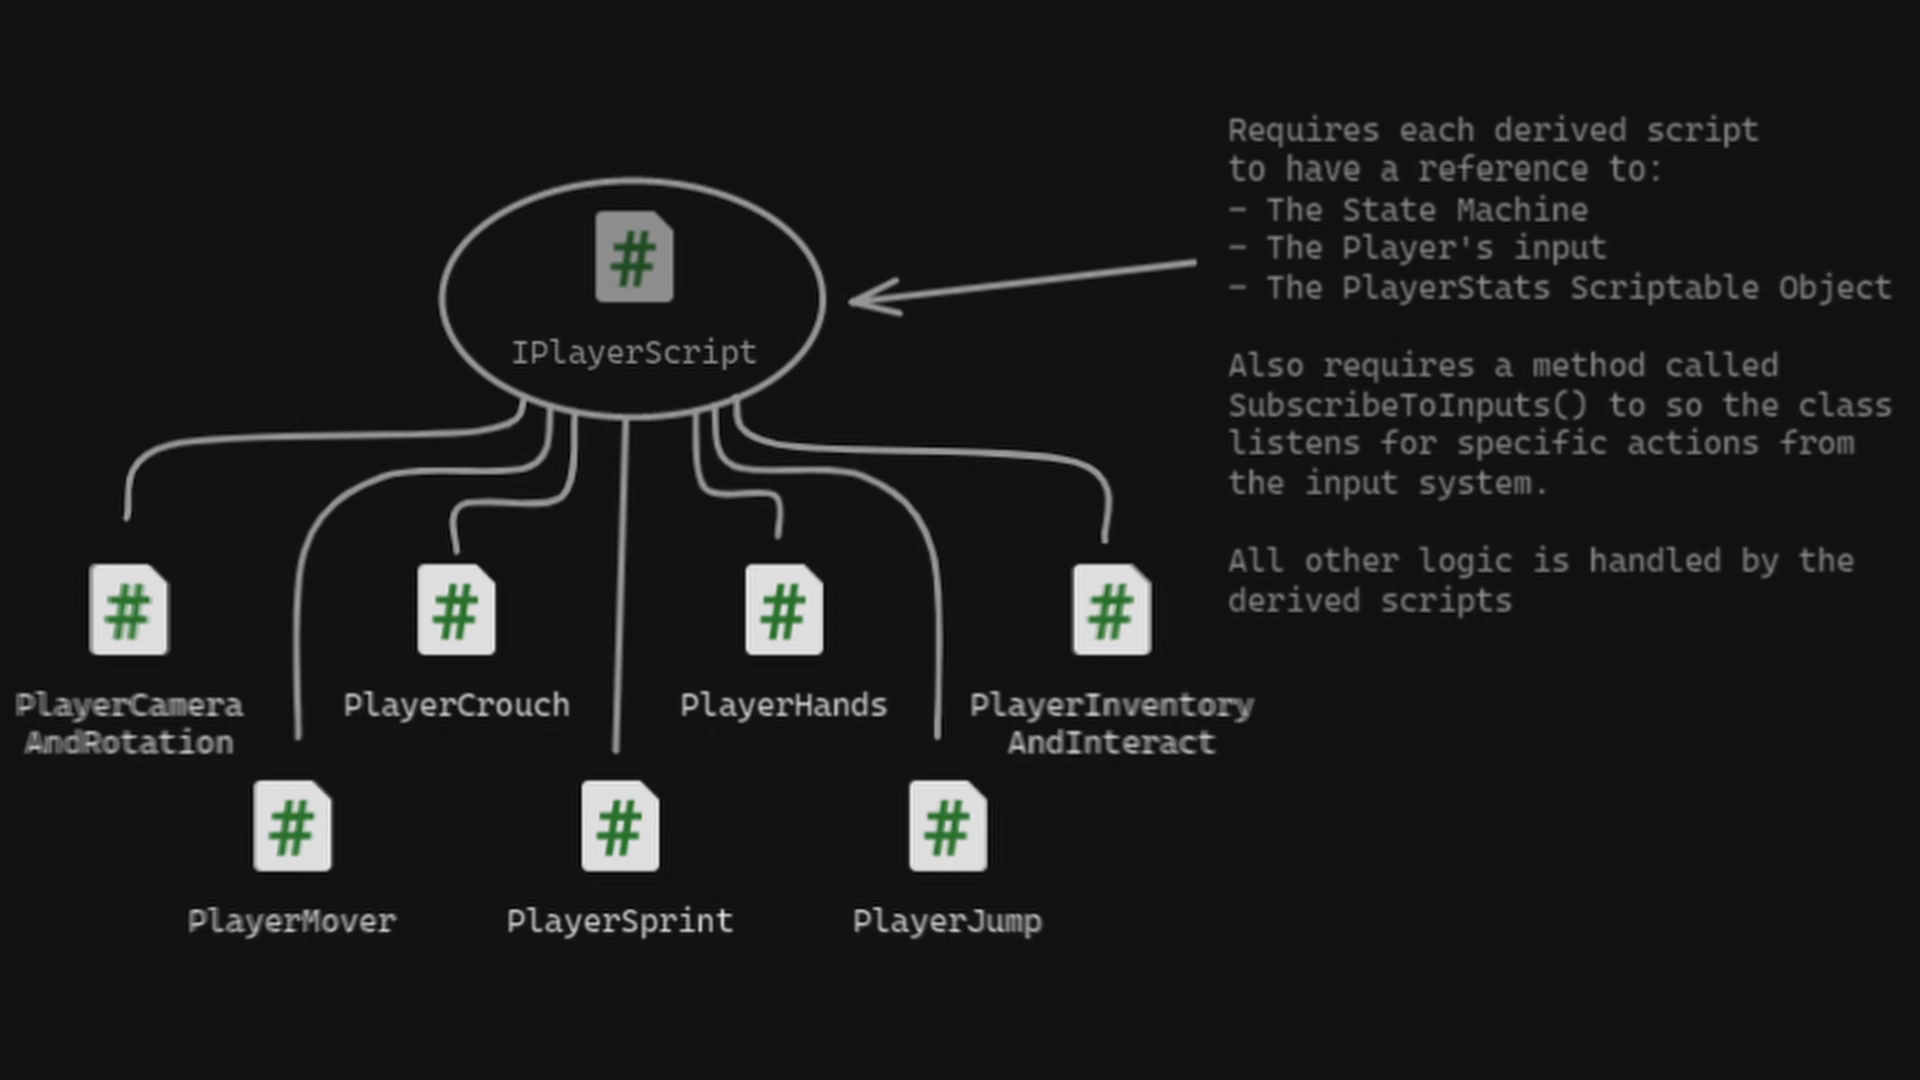 Requires each derived script
to have a reference to:
- The State Machine
- The Player's input
- The PlayerStats Scriptable Object
Also requires a method called
SubscribeToInputs() to so the class
listens for specific actions from
the input system.
All other logic is handled by the
derived scripts
#
IPlayerScript
#
PlayerCamera
AndRotation
#
PlayerCrouch
#
PlayerHands
#
PlayerInventory
AndInteract
#
PlayerMover
#
PlayerSprint
#
PlayerJump